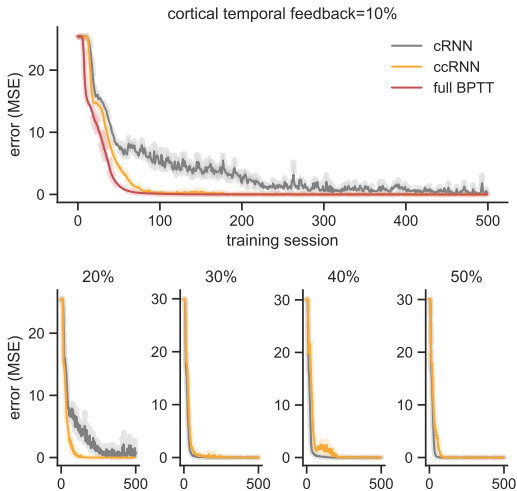 cortical temporal feedback=10%
error (MSE)
20
10
0
cRNN
ccRNN
full BPTT
0 100 200 300 400 500
training session
20% 30% 40% 50%
error (MSE)
20
10
0
30
20
10
0
30
20
10
0
30
20
10
0
0 500 0 500 0 500 0 500